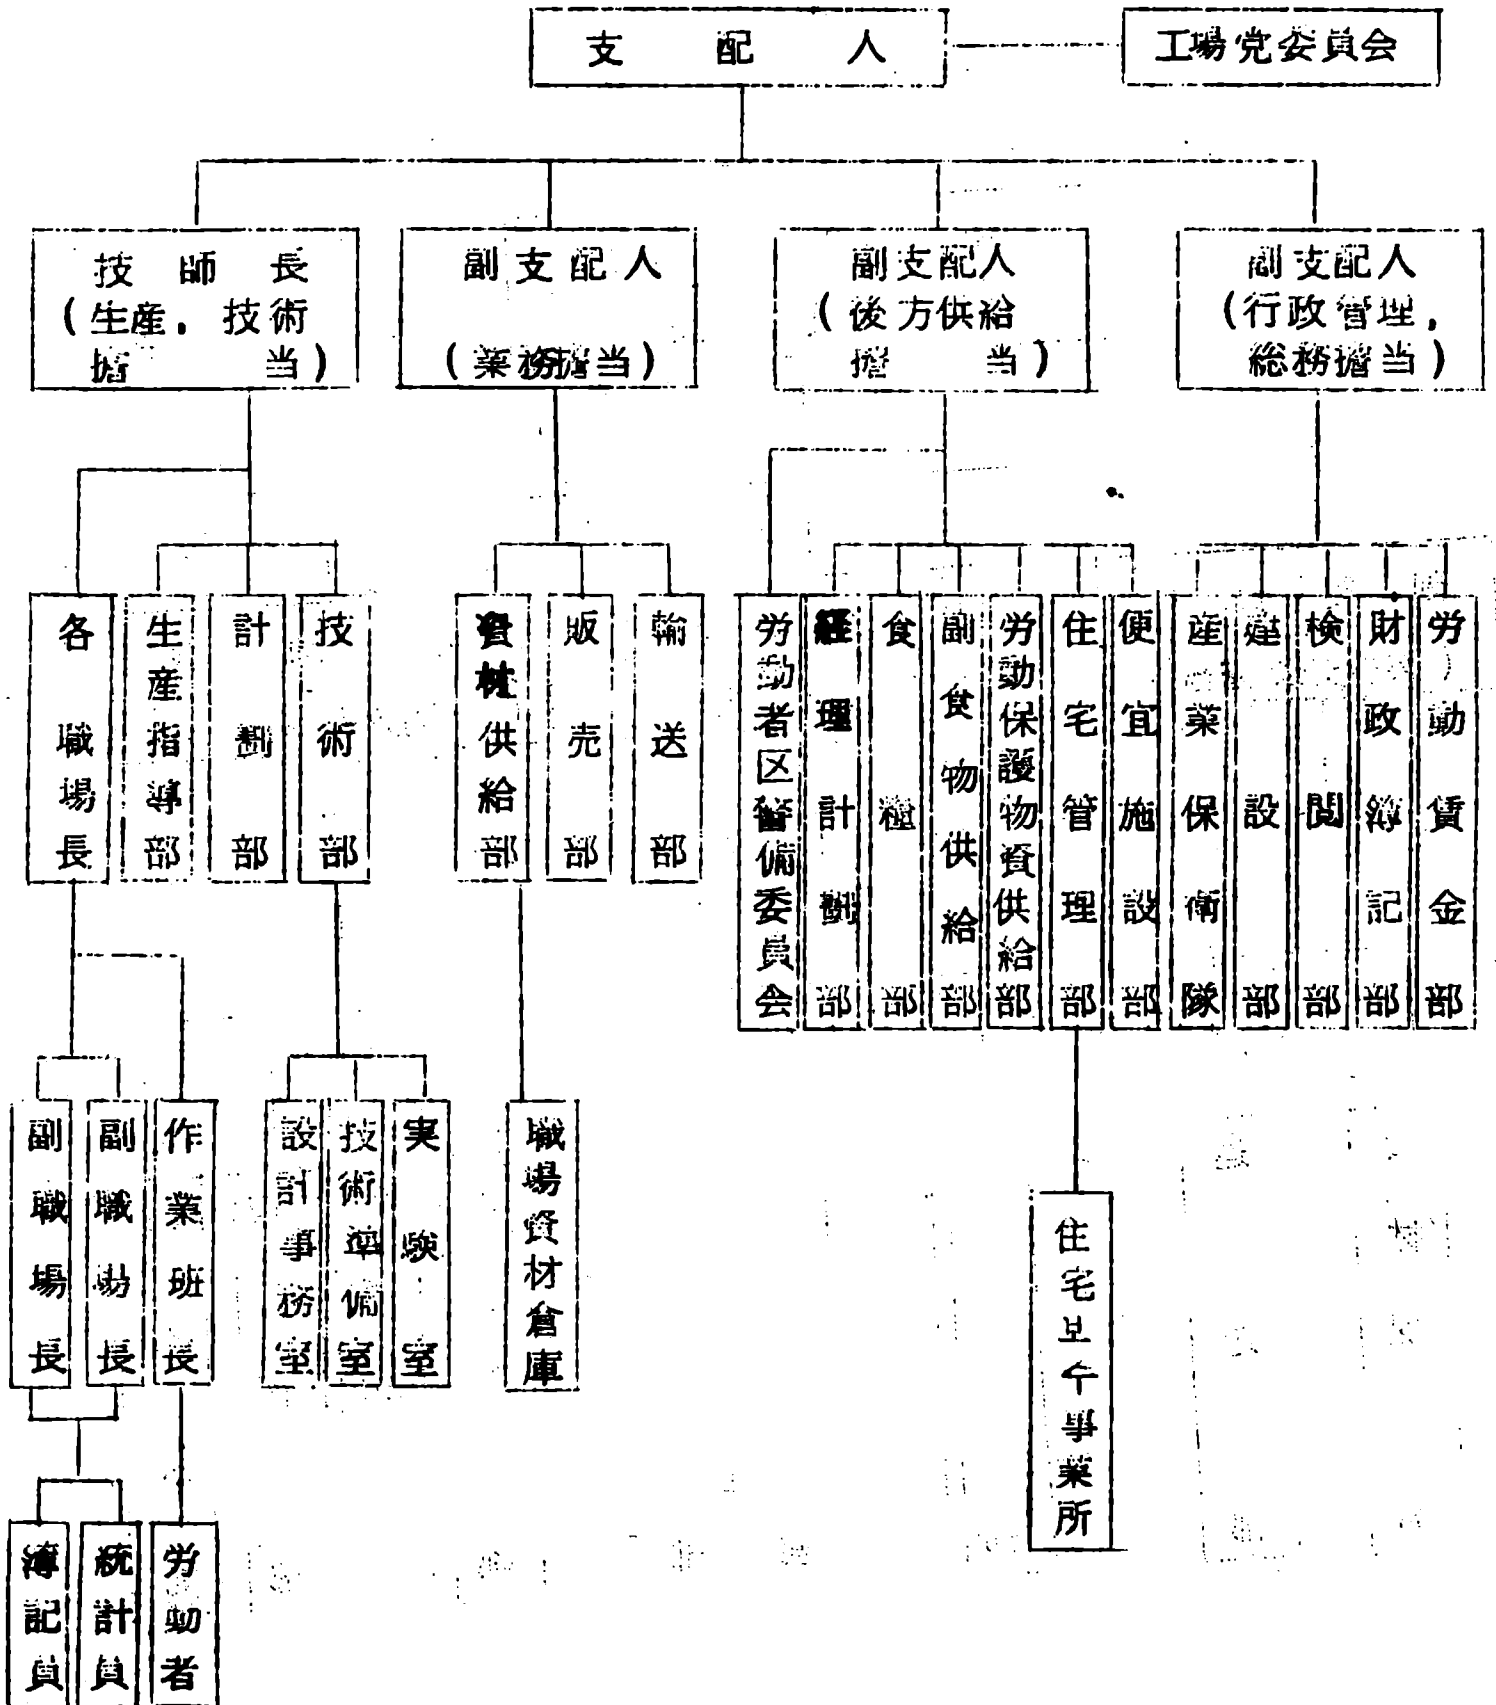 支配人
工場党委員会
技師長
(生産,技術
担当)
副支配人
(業務担当)
副支配人
(後方供給
担当)
副支配人
(行政管理,
総務担当)
各職場長
生産指導部
計劃部
技術部
資材供給部
販売部
輸送部
労動者区警備委員会
経理計劃部
食糧部
副食物供給部
労動保護物資供給部
住宅管理部
便宜施設部
産業保衛隊
建設部
検閲部
財政簿記部
労動賃金部
副職場長
副職場長
作業班長
設計事務室
技術準備室
実験室
職場資材倉庫
住宅보수事業所
簿記員
統計員
労動者